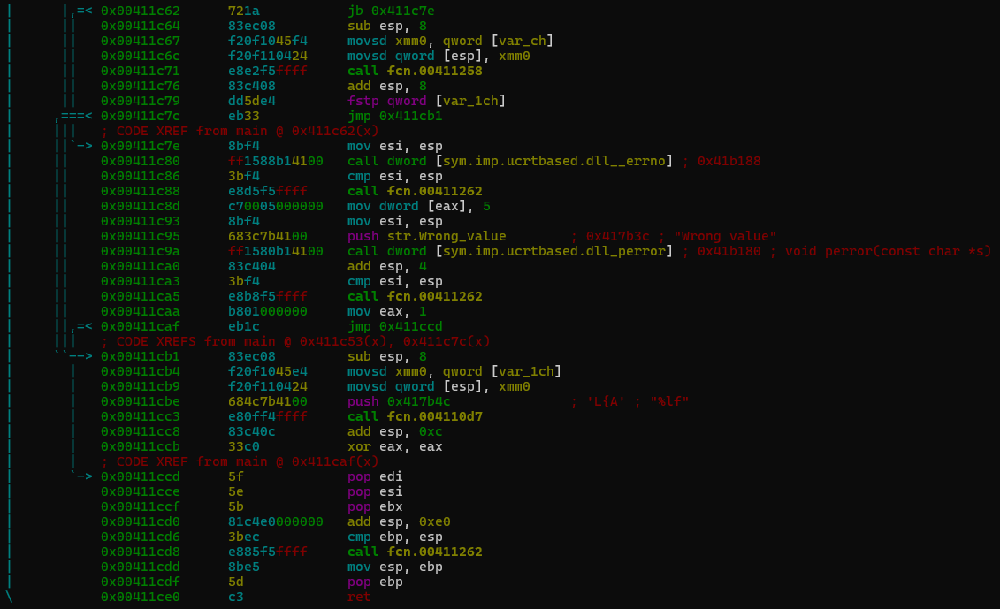 |      |,=< 0x00411c62      721a           jb 0x411c7e
|      ||   0x00411c64      83ec08         sub esp, 8
|      ||   0x00411c67      f20f1045f4     movsd xmm0, qword [var_ch]
|      ||   0x00411c6c      f20f110424     movsd qword [esp], xmm0
|      ||   0x00411c71      e8e2f5ffff     call fcn.00411258
|      ||   0x00411c76      83c408         add esp, 8
|      ||   0x00411c79      dd5de4         fstp qword [var_1ch]
|     ,===< 0x00411c7c      eb33           jmp 0x411cb1
|     |||   ; CODE XREF from main @ 0x411c62(x)
|     ||`-> 0x00411c7e      8bf4           mov esi, esp
|     ||    0x00411c80      ff1588b14100   call dword [sym.imp.ucrtbased.dll__errno] ; 0x41b188
|     ||    0x00411c86      3bf4           cmp esi, esp
|     ||    0x00411c88      e8d5f5ffff     call fcn.00411262
|     ||    0x00411c8d      c70005000000   mov dword [eax], 5
|     ||    0x00411c93      8bf4           mov esi, esp
|     ||    0x00411c95      683c7b4100     push str.Wrong_value        ; 0x417b3c ; "Wrong value"
|     ||    0x00411c9a      ff1580b14100   call dword [sym.imp.ucrtbased.dll_perror] ; 0x41b180 ; void perror(const char *s)
|     ||    0x00411ca0      83c404         add esp, 4
|     ||    0x00411ca3      3bf4           cmp esi, esp
|     ||    0x00411ca5      e8b8f5ffff     call fcn.00411262
|     ||    0x00411caa      b801000000     mov eax, 1
|     ||,=< 0x00411caf      eb1c           jmp 0x411ccd
|     |||   ; CODE XREFS from main @ 0x411c53(x), 0x411c7c(x)
|     ``--> 0x00411cb1      83ec08         sub esp, 8
|       |   0x00411cb4      f20f1045e4     movsd xmm0, qword [var_1ch]
|       |   0x00411cb9      f20f110424     movsd qword [esp], xmm0
|       |   0x00411cbe      684c7b4100     push 0x417b4c               ; 'L{A' ; "%lf"
|       |   0x00411cc3      e80ff4ffff     call fcn.004110d7
|       |   0x00411cc8      83c40c         add esp, 0xc
|       |   0x00411ccb      33c0           xor eax, eax
|       |   ; CODE XREF from main @ 0x411caf(x)
|       `-> 0x00411ccd      5f             pop edi
|           0x00411cce      5e             pop esi
|           0x00411ccf      5b             pop ebx
|           0x00411cd0      81c4e0000000   add esp, 0xe0
|           0x00411cd6      3bec           cmp ebp, esp
|           0x00411cd8      e885f5ffff     call fcn.00411262
|           0x00411cdd      8be5           mov esp, ebp
|           0x00411cdf      5d             pop ebp
\           0x00411ce0      c3             ret